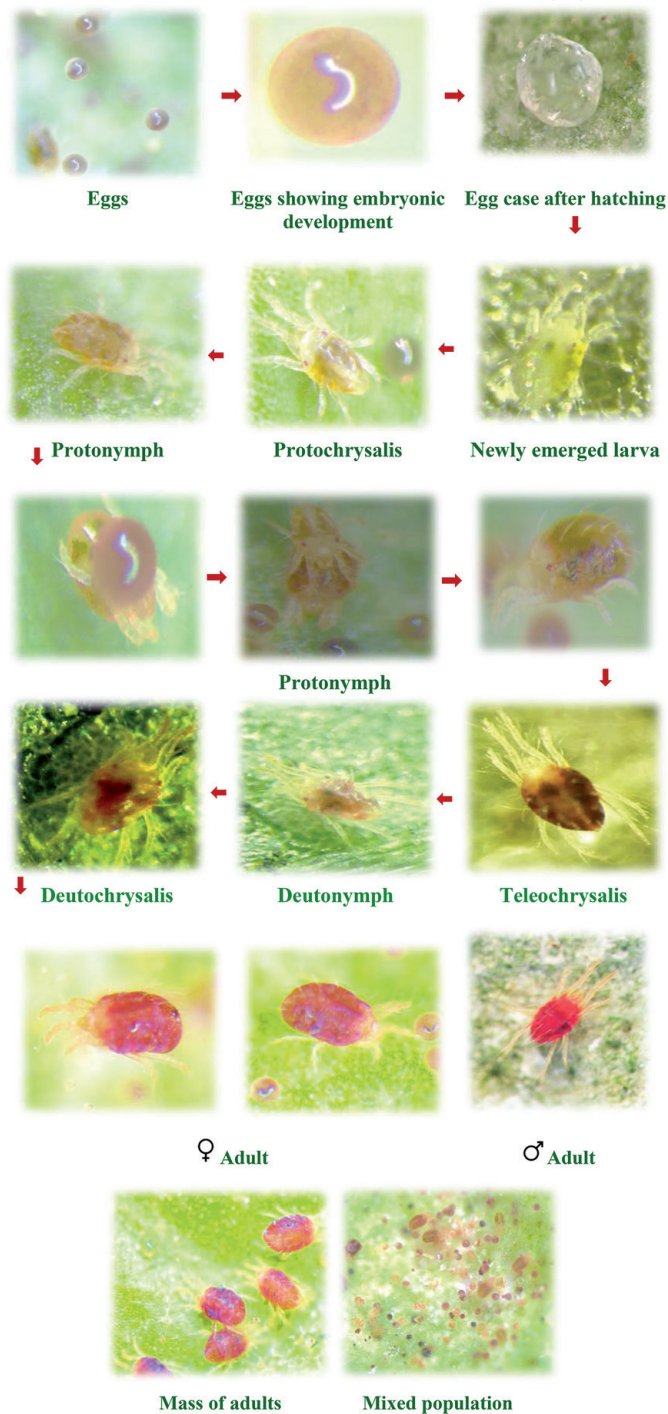 Eggs
Eggs showing embryonic
development
Egg case after hatching
Protonymph
Protochrysalis
Newly emerged larva
Protonymph
Deutochrysalis
Deutonymph
Teleochrysalis
♀ Adult
♂ Adult
Mass of adults
Mixed population